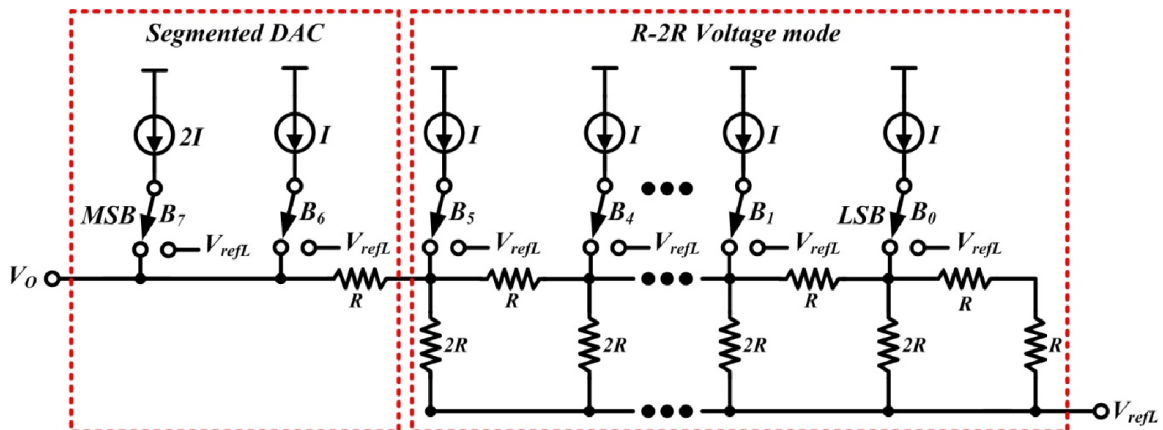 Segmented DAC R-2R Voltage mode
2I I I I I I
MSB B7 B6 B5 B4 B1 LSB B0
VrefL VrefL VrefL VrefL VrefL VrefL
VO
R R R R
2R 2R 2R 2R R
VrefL